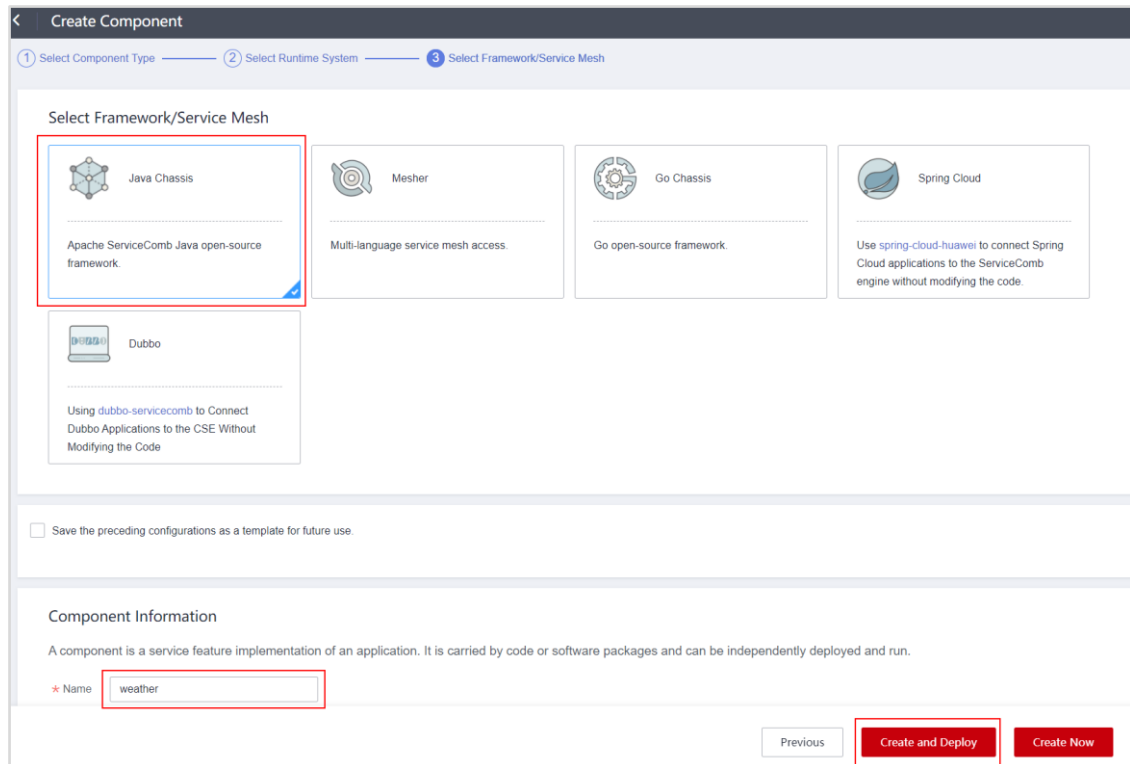 Create Component
1 Select Component Type 2 Select Runtime System 3 Select Framework/Service Mesh
Select Framework/Service Mesh
Java Chassis
Apache ServiceComb Java open-source
framework.
Mesher
Multi-language service mesh access.
Go Chassis
Go open-source framework.
Spring Cloud
Use spring-cloud-huawei to connect Spring
Cloud applications to the ServiceComb
engine without modifying the code.
DUBBO
Dubbo
Using dubbo-servicecomb to Connect
Dubbo Applications to the CSE Without
Modifying the Code
Save the preceding configurations as a template for future use.
Component Information
A component is a service feature implementation of an application. It is carried by code or software packages and can be independently deployed and run.
* Name weather
Previous Create and Deploy Create Now